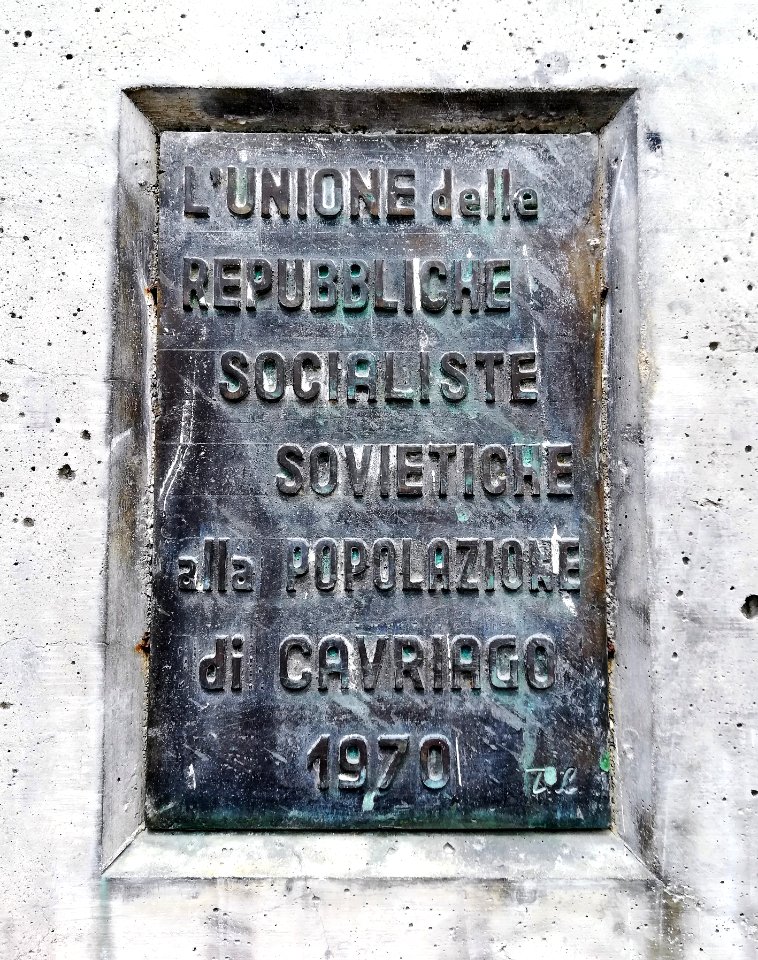 L'UNIONE delle
REPUBBLICHE
SOCIALISTE
SOVIETICHE
alla POPOLAZIONE
di CAVRIAGO
1970